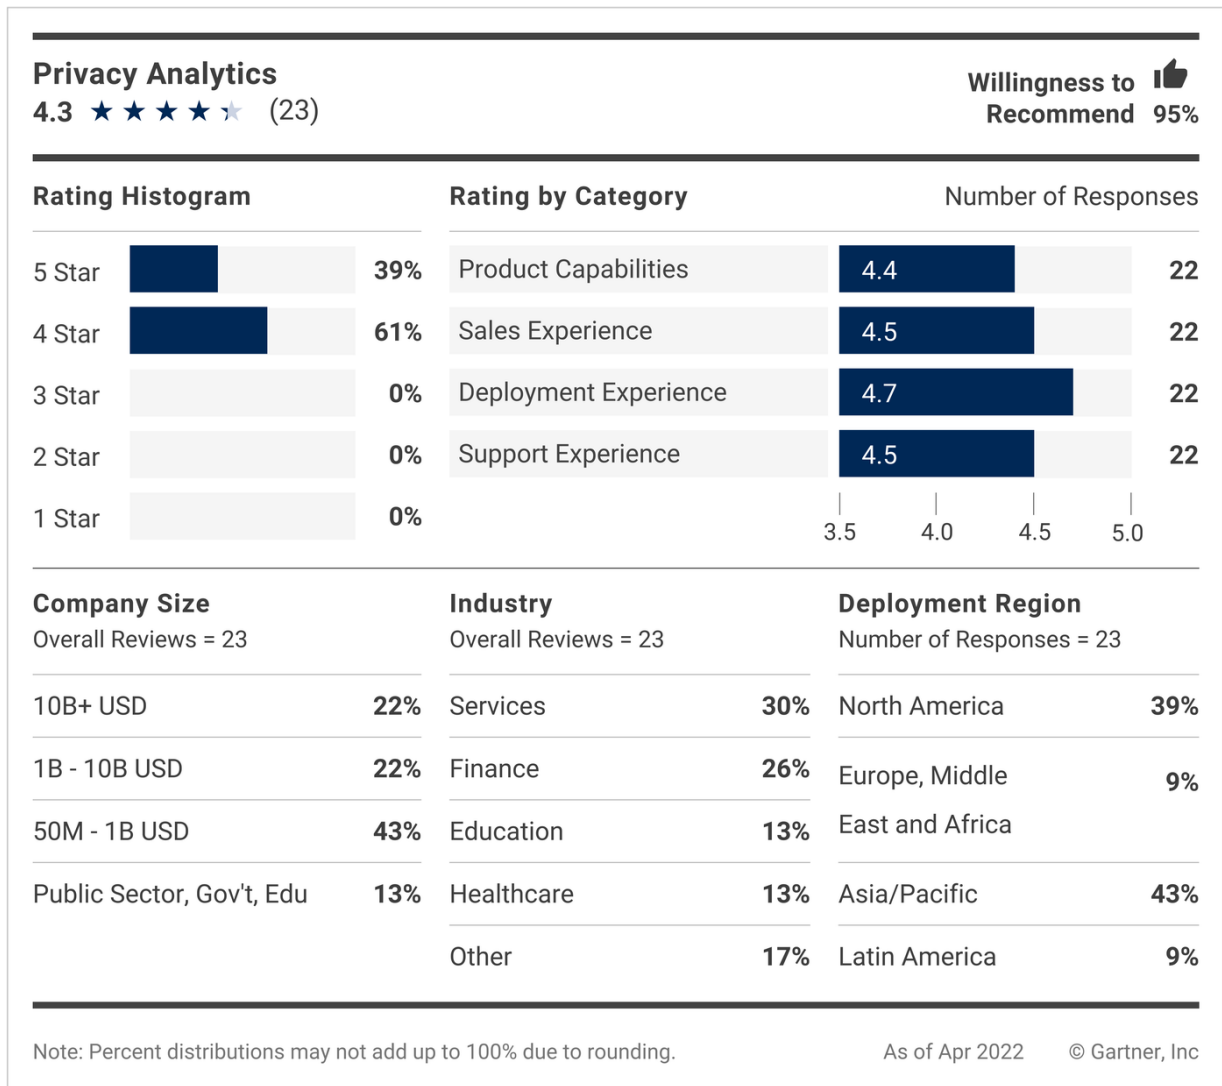 Privacy Analytics
4.3 ★ ★ ★ ★ ★ (23)
Willingness to
Recommend 95%
Rating Histogram
5 Star 39%
4 Star 61%
3 Star 0%
2 Star 0%
1 Star 0%
Rating by Category Number of Responses
Product Capabilities 4.4 22
Sales Experience 4.5 22
Deployment Experience 4.7 22
Support Experience 4.5 22
3.5 4.0 4.5 5.0
Company Size
Overall Reviews = 23
10B+ USD 22%
1B - 10B USD 22%
50M - 1B USD 43%
Public Sector, Gov't, Edu 13%
Industry
Overall Reviews = 23
Services 30%
Finance 26%
Education 13%
Healthcare 13%
Other 17%
Deployment Region
Number of Responses = 23
North America 39%
Europe, Middle 9%
East and Africa
Asia/Pacific 43%
Latin America 9%
Note: Percent distributions may not add up to 100% due to rounding.
As of Apr 2022 © Gartner, Inc